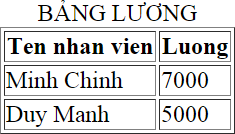 BẢNG LƯƠNG
Ten nhan vien Luong
Minh Chinh 7000
Duy Manh 5000